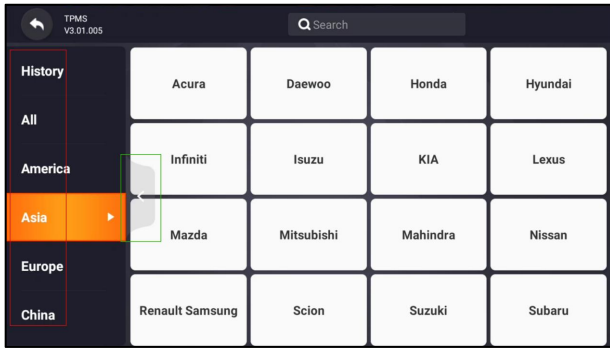 TPMS
V3.01.005
Search
History
All
America
Asia
Europe
China
Acura
Daewoo
Honda
Hyundai
Infiniti
Isuzu
KIA
Lexus
Mazda
Mitsubishi
Mahindra
Nissan
Renault Samsung
Scion
Suzuki
Subaru